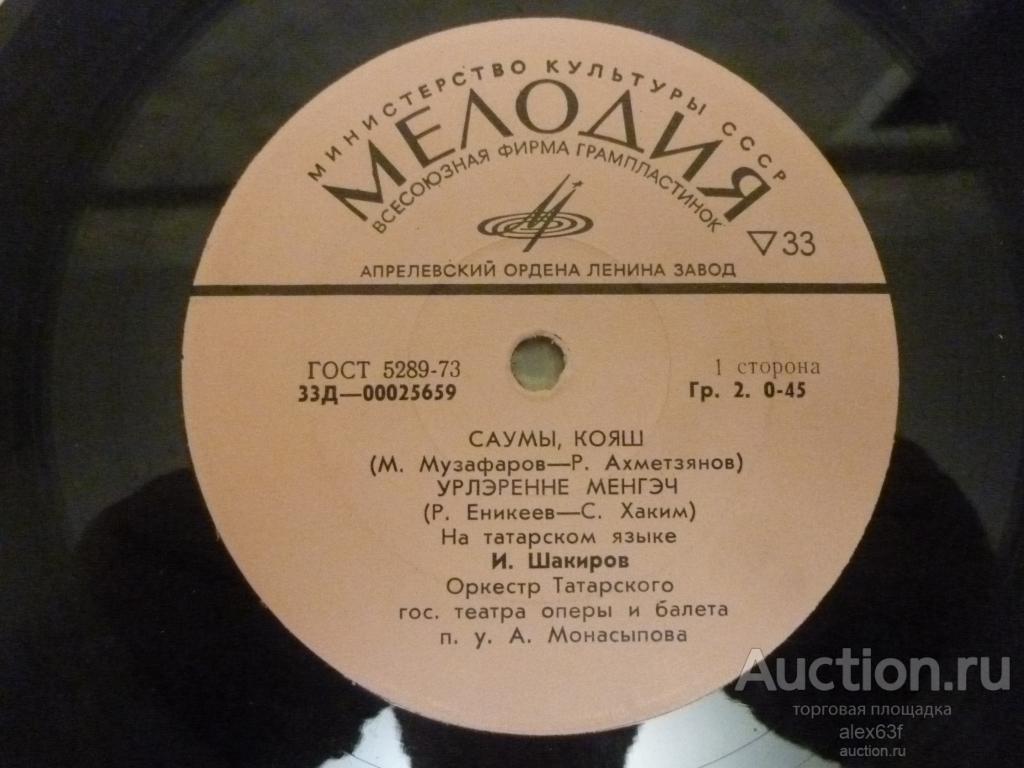 МИНИСТЕРСТВО КУЛЬТУРЫ СССР
МЕЛОДИЯ
ВСЕСОЮЗНАЯ ФИРМА ГРАМПЛАСТИНОК
33
АПРЕЛЕВСКИЙ ОРДЕНА ЛЕНИНА ЗАВОД
ГОСТ 5289-73 1 сторона
33Д—00025659 Гр. 2. 0-45
САУМЫ, КОЯШ
(М. Музафаров—Р. Ахметзянов)
УРЛЭРЕННЕ МЕНГЭЧ
(Р. Еникеев—С. Хаким)
На татарском языке
И. Шакиров
Оркестр Татарского
гос. театра оперы и балета
п. у. А. Монасыпова
Auction.ru
торговая площадка
alex63f
auction.ru